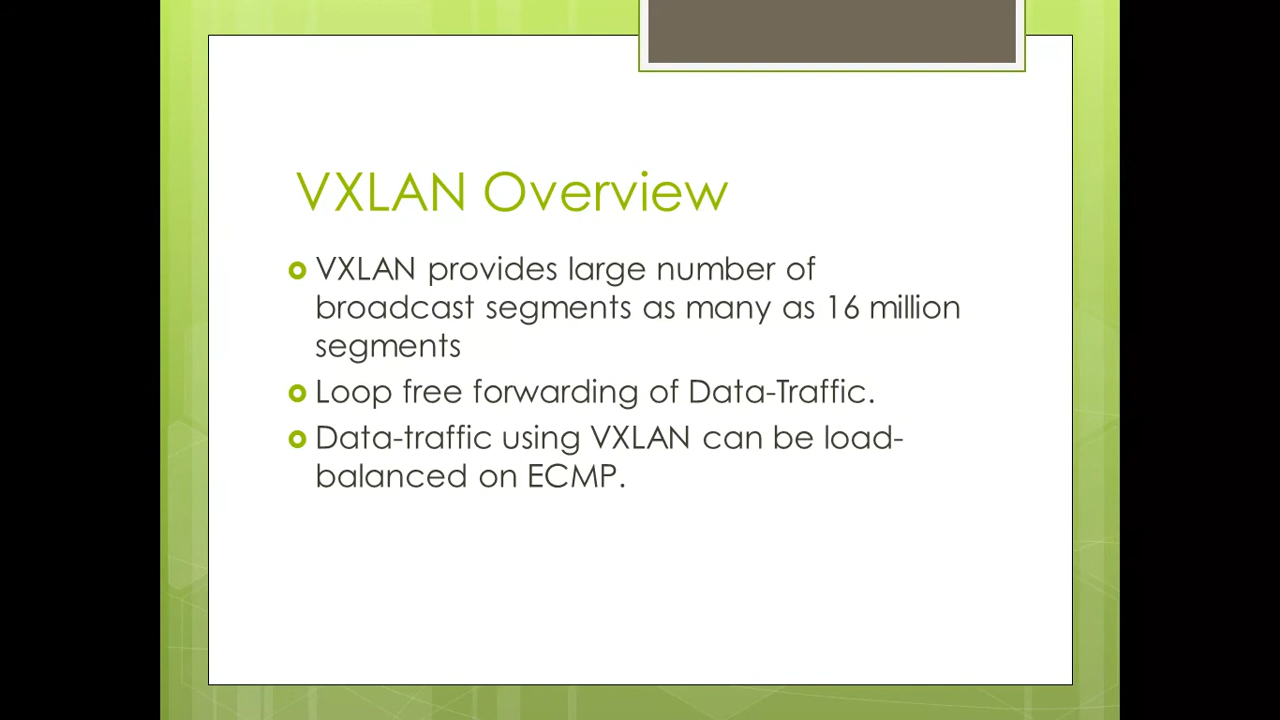 VXLAN Overview
VXLAN provides large number of
broadcast segments as many as 16 million
segments
Loop free forwarding of Data-Traffic.
Data-traffic using VXLAN can be load-
balanced on ECMP.